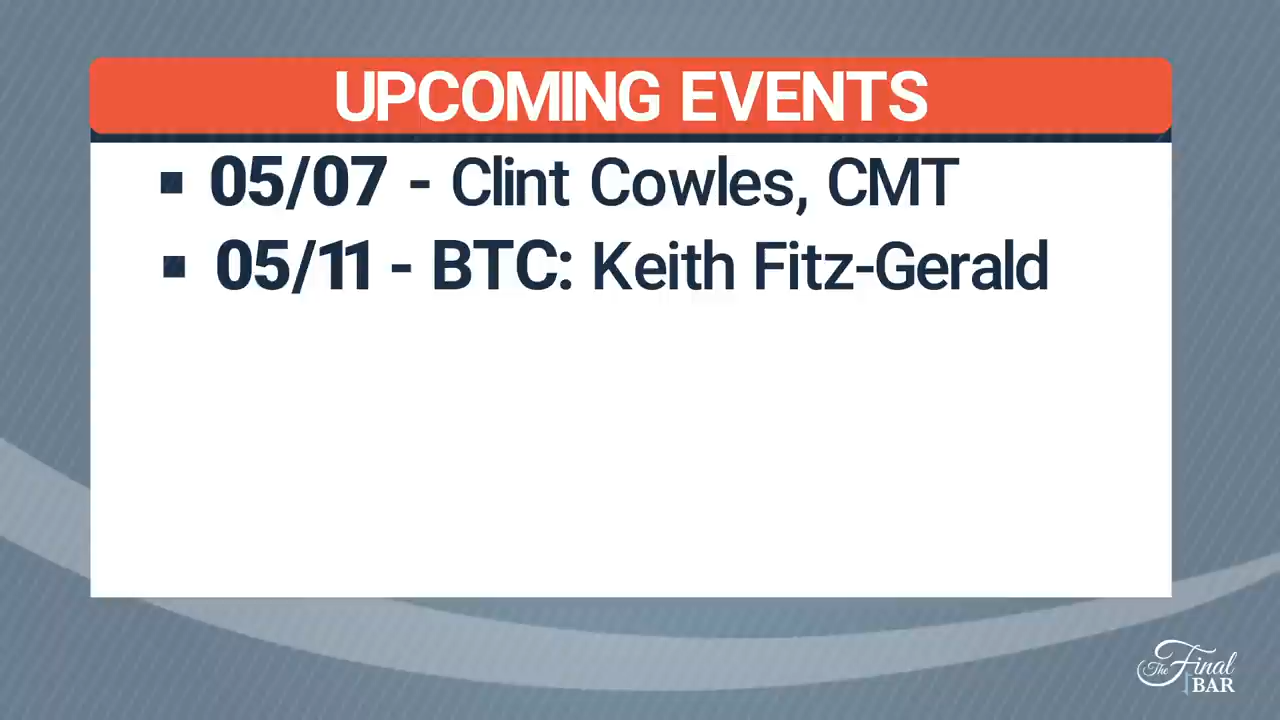 UPCOMING EVENTS
▪ 05/07 - Clint Cowles, CMT
▪ 05/11 - BTC: Keith Fitz-Gerald
The Final
BAR